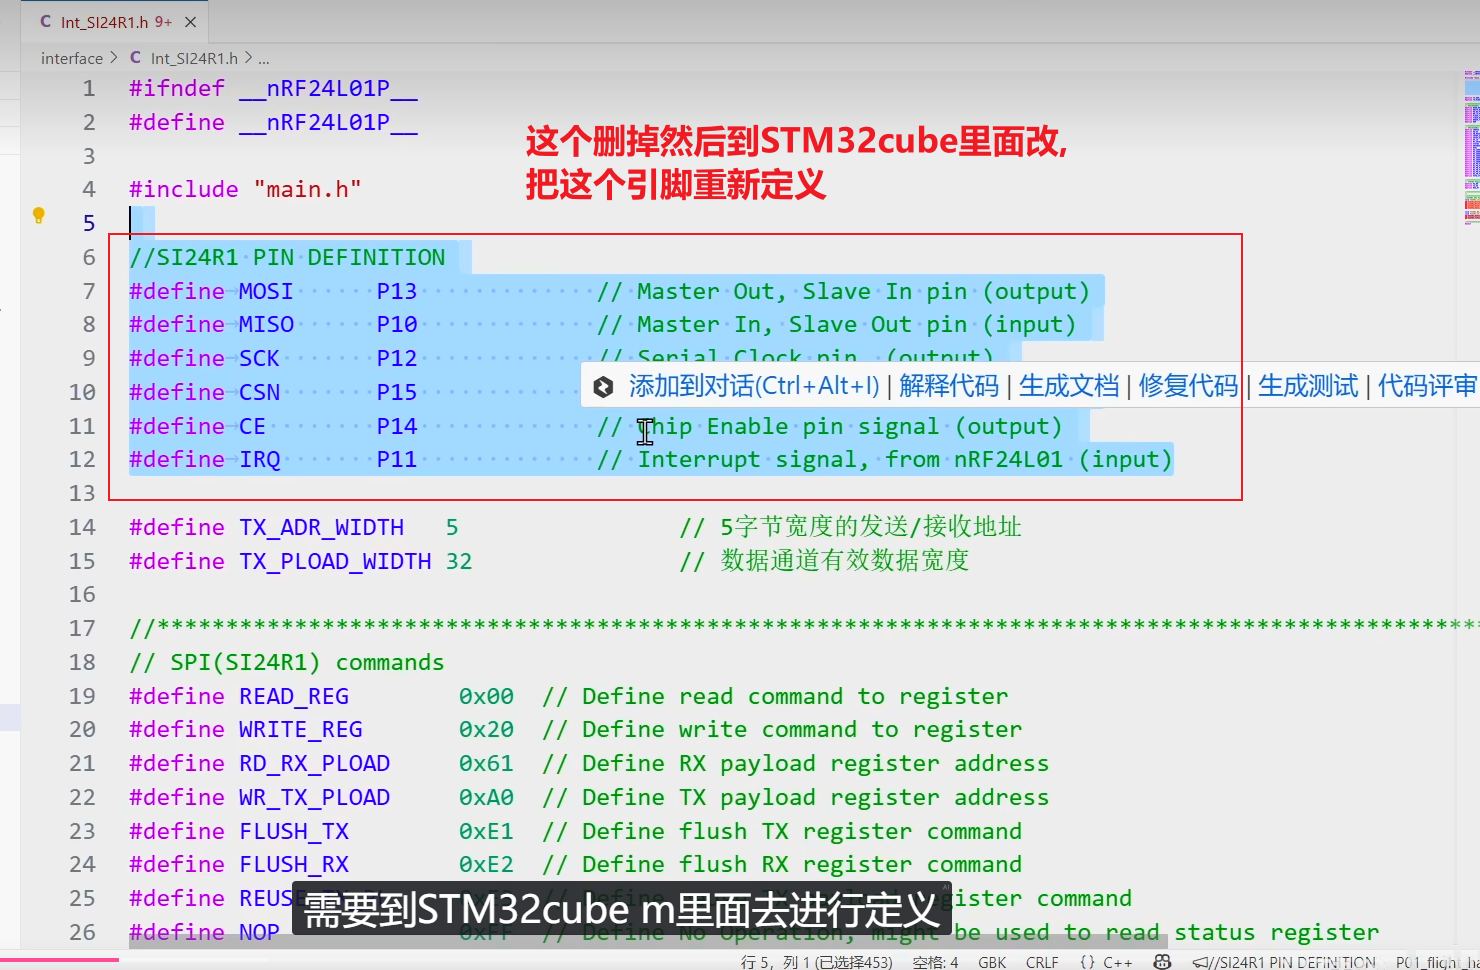 C Int_SI24R1.h 9+ ×
interface > C Int_SI24R1.h > ...
1 #ifndef __nRF24L01P__
2 #define __nRF24L01P__
这个删掉然后到STM32cube里面改,
把这个引脚重新定义
3
4 #include "main.h"
5
6 //SI24R1 PIN DEFINITION
7 #define MOSI P13 // Master Out, Slave In pin (output)
8 #define MISO P10 // Master In, Slave Out pin (input)
9 #define SCK P12 // Serial Clock pin, (output)
10 #define CSN P15
添加到对话(Ctrl+Alt+I) | 解释代码 | 生成文档 | 修复代码 | 生成测试 | 代码评审
11 #define CE P14 // Chip Enable pin signal (output)
12 #define IRQ P11 // Interrupt signal, from nRF24L01 (input)
13
14 #define TX_ADR_WIDTH 5 // 5字节宽度的发送/接收地址
15 #define TX_PLOAD_WIDTH 32 // 数据通道有效数据宽度
16
17 //****************************************************************************************************
18 // SPI(SI24R1) commands
19 #define READ_REG 0x00 // Define read command to register
20 #define WRITE_REG 0x20 // Define write command to register
21 #define RD_RX_PLOAD 0x61 // Define RX payload register address
22 #define WR_TX_PLOAD 0xA0 // Define TX payload register address
23 #define FLUSH_TX 0xE1 // Define flush TX register command
24 #define FLUSH_RX 0xE2 // Define flush RX register command
25 #define command
需要到STM32cube m里面去进行定义
26 #define NOP 0xFF // Define No Operation, might be used to read status register
行 5, 列 1 (已选择453) 空格: 4 GBK CRLF {} C++ //SI24R1 PIN DEFINITION